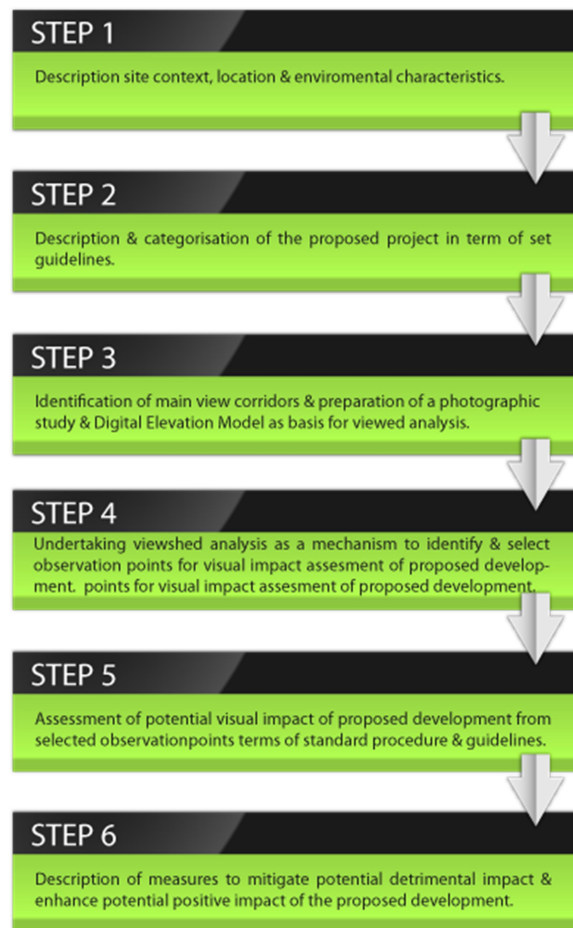 STEP 1
Description site context, location & enviromental characteristics.
STEP 2
Description & categorisation of the proposed project in term of set
guidelines.
STEP 3
Identification of main view corridors & preparation of a photographic
study & Digital Elevation Model as basis for viewed analysis.
STEP 4
Undertaking viewshed analysis as a mechanism to identify & select
observation points for visual impact assesment of proposed develop-
ment. points for visual impact assesment of proposed development.
STEP 5
Assessment of potential visual impact of proposed development from
selected observationpoints terms of standard procedure & guidelines.
STEP 6
Description of measures to mitigate potential detrimental impact &
enhance potential positive impact of the proposed development.